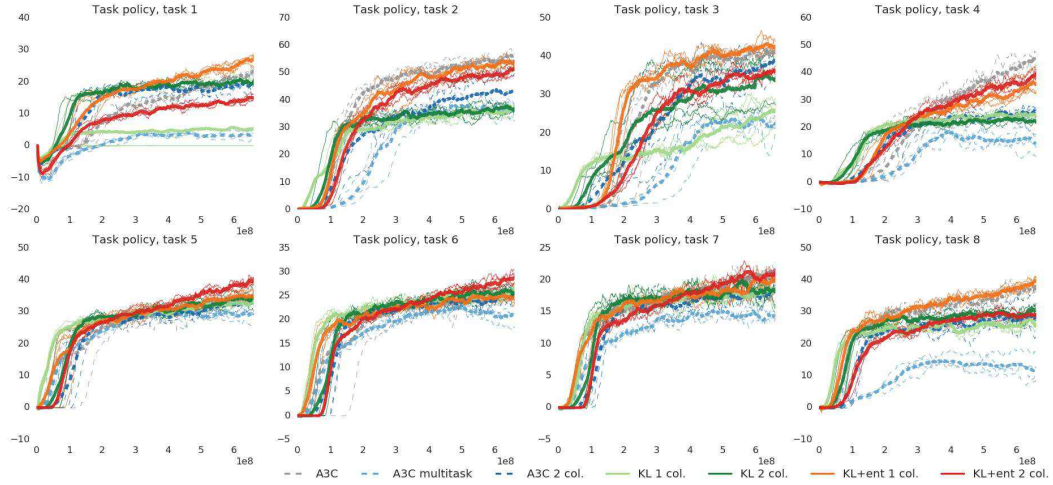 Task policy, task 1
40
30
20
10
0
−10
−20
0 1 2 3 4 5 6
1e8
Task policy, task 2
70
60
50
40
30
20
10
0
0 1 2 3 4 5 6
1e8
Task policy, task 3
50
40
30
20
10
0
0 1 2 3 4 5 6
1e8
Task policy, task 4
60
50
40
30
20
10
0
−10
0 1 2 3 4 5 6
1e8
Task policy, task 5
50
40
30
20
10
0
−10
0 1 2 3 4 5 6
1e8
Task policy, task 6
35
30
25
20
15
10
5
0
−5
0 1 2 3 4 5 6
1e8
Task policy, task 7
25
20
15
10
5
0
−5
0 1 2 3 4 5 6
1e8
Task policy, task 8
50
40
30
20
10
0
−10
0 1 2 3 4 5 6
1e8
A3C A3C multitask A3C 2 col. KL 1 col. KL 2 col. KL+ent 1 col. KL+ent 2 col.